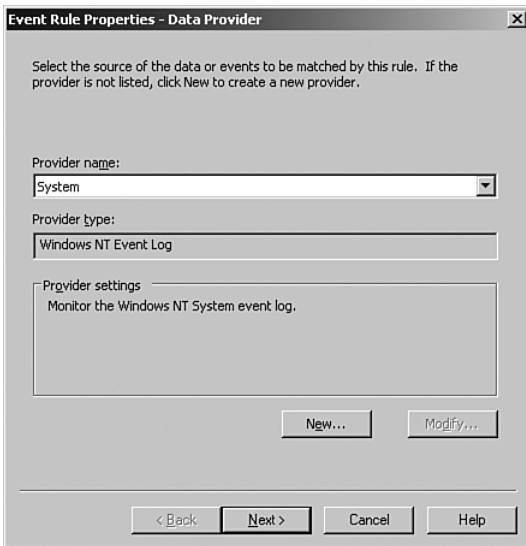 Event Rule Properties - Data Provider
Select the source of the data or events to be matched by this rule. If the
provider is not listed, click New to create a new provider.
Provider name:
System
Provider type:
Windows NT Event Log
Provider settings
Monitor the Windows NT System event log.
New... Modify...
< Back Next > Cancel Help